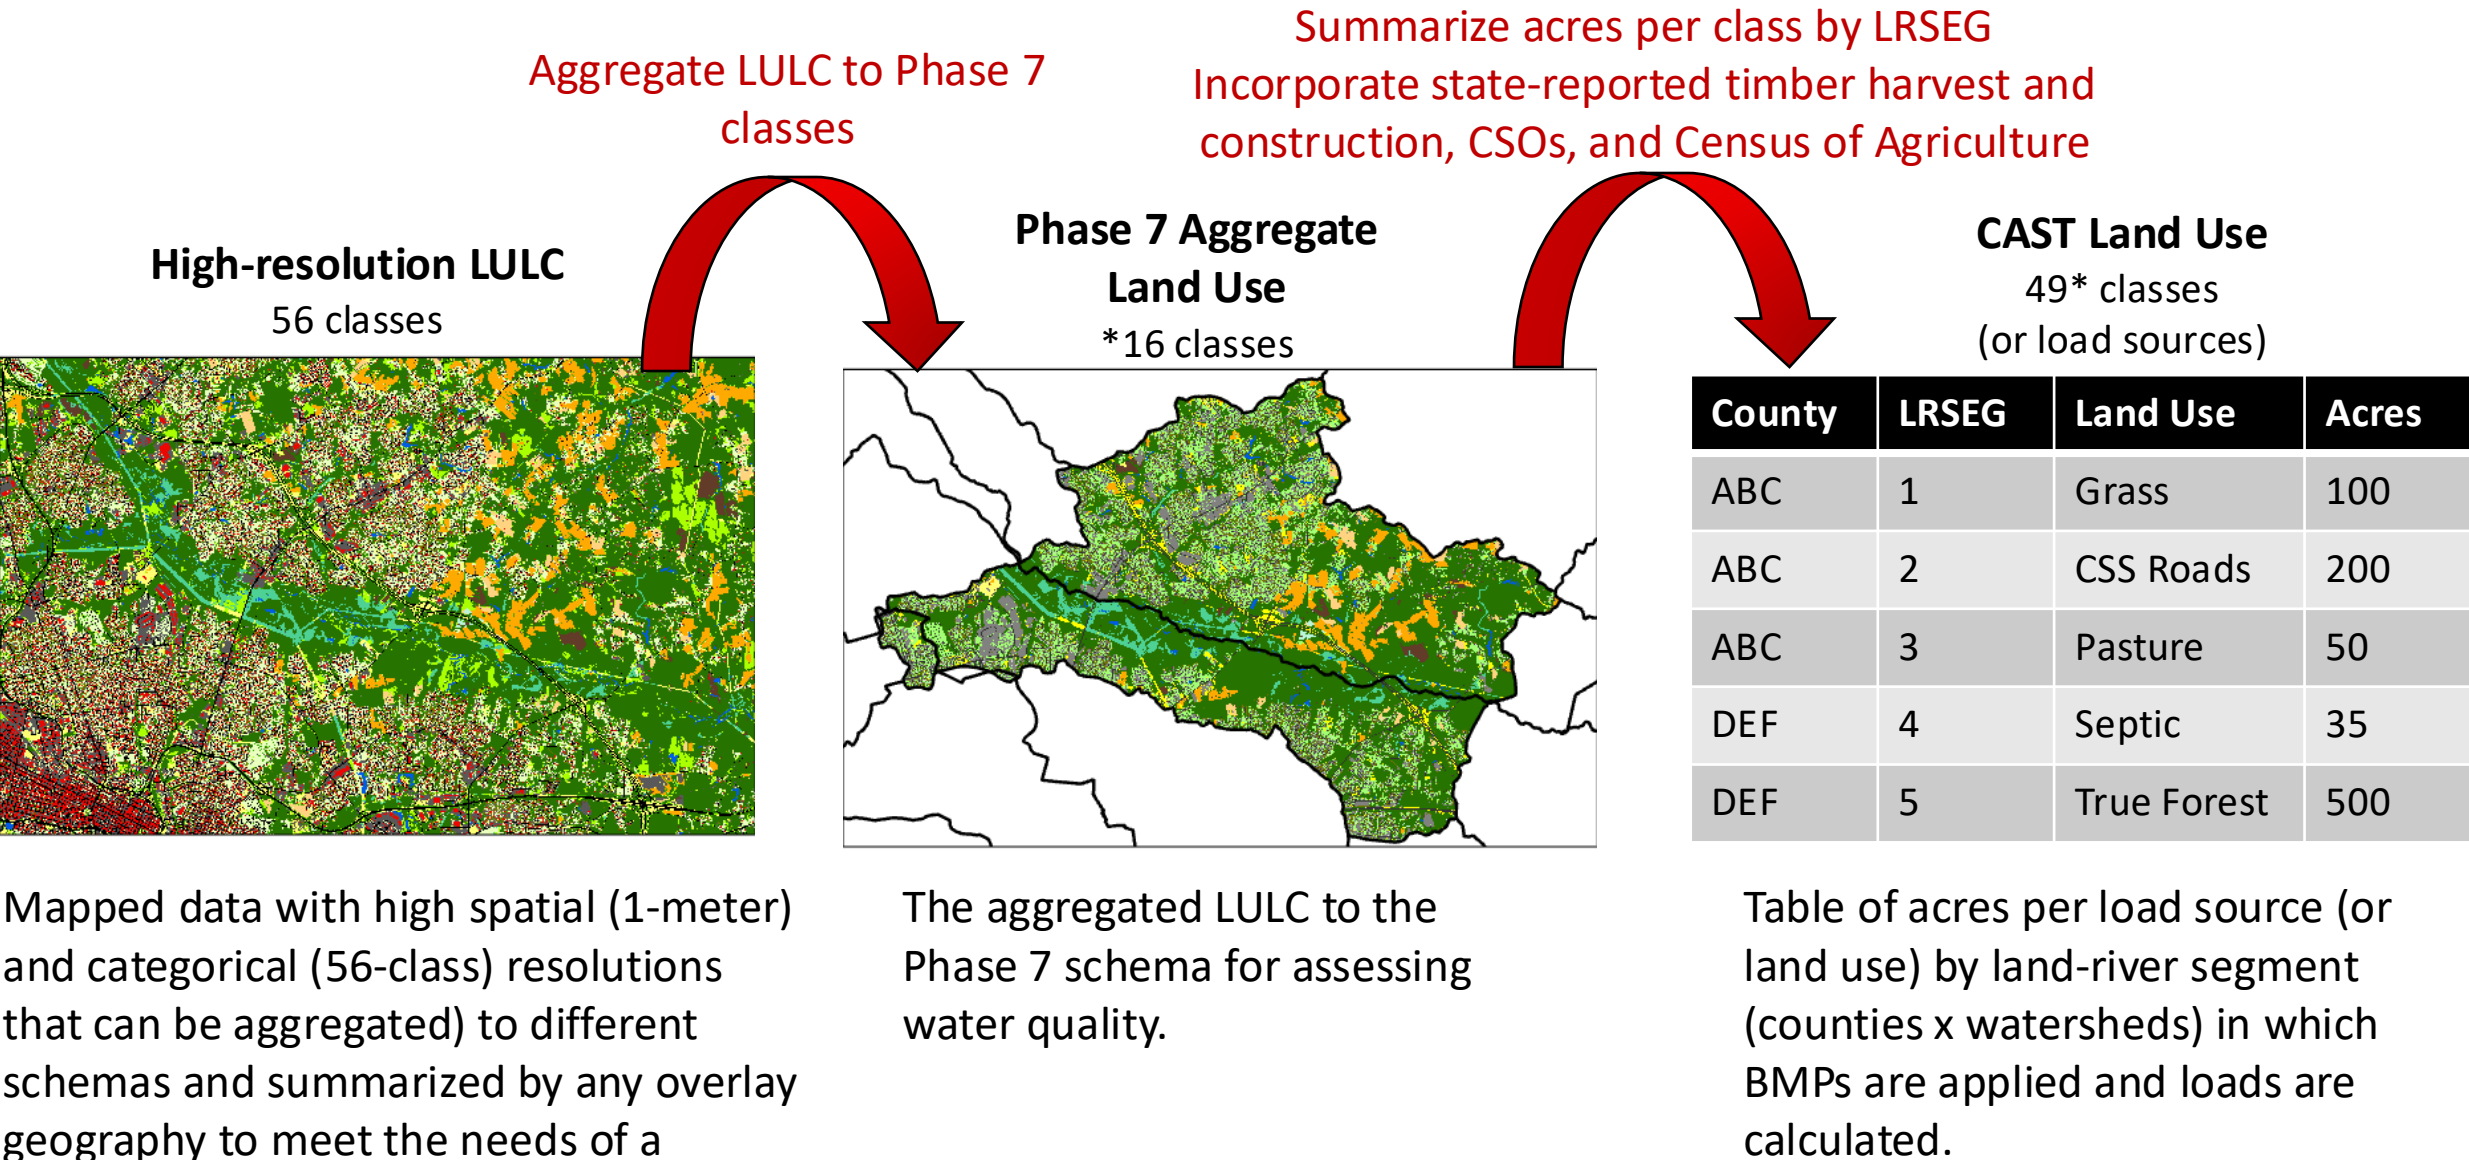 Aggregate LULC to Phase 7
classes
Summarize acres per class by LRSEG
Incorporate state-reported timber harvest and
construction, CSOs, and Census of Agriculture
High-resolution LULC
56 classes
Phase 7 Aggregate
Land Use
*16 classes
CAST Land Use
49* classes
(or load sources)
County LRSEG Land Use Acres
ABC 1 Grass 100
ABC 2 CSS Roads 200
ABC 3 Pasture 50
DEF 4 Septic 35
DEF 5 True Forest 500
Mapped data with high spatial (1-meter)
and categorical (56-class) resolutions
that can be aggregated) to different
schemas and summarized by any overlay
geography to meet the needs of a
The aggregated LULC to the
Phase 7 schema for assessing
water quality.
Table of acres per load source (or
land use) by land-river segment
(counties x watersheds) in which
BMPs are applied and loads are
calculated.